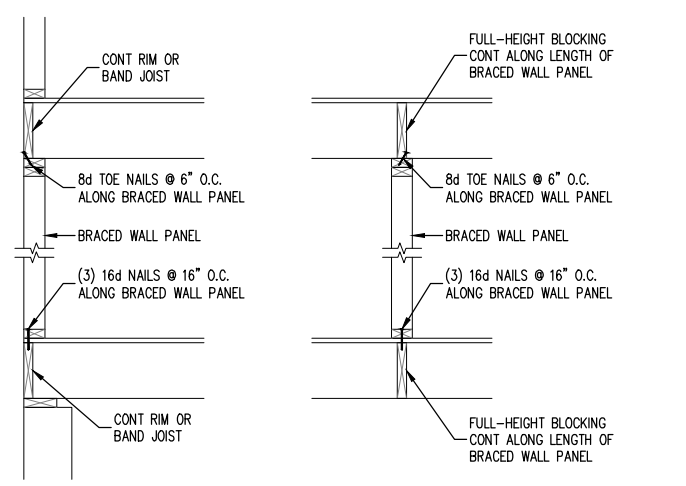 CONT RIM OR
BAND JOIST
8d TOE NAILS @ 6" O.C.
ALONG BRACED WALL PANEL
BRACED WALL PANEL
(3) 16d NAILS @ 16" O.C.
ALONG BRACED WALL PANEL
CONT RIM OR
BAND JOIST
FULL-HEIGHT BLOCKING
CONT ALONG LENGTH OF
BRACED WALL PANEL
8d TOE NAILS @ 6" O.C.
ALONG BRACED WALL PANEL
BRACED WALL PANEL
(3) 16d NAILS @ 16" O.C.
ALONG BRACED WALL PANEL
FULL-HEIGHT BLOCKING
CONT ALONG LENGTH OF
BRACED WALL PANEL